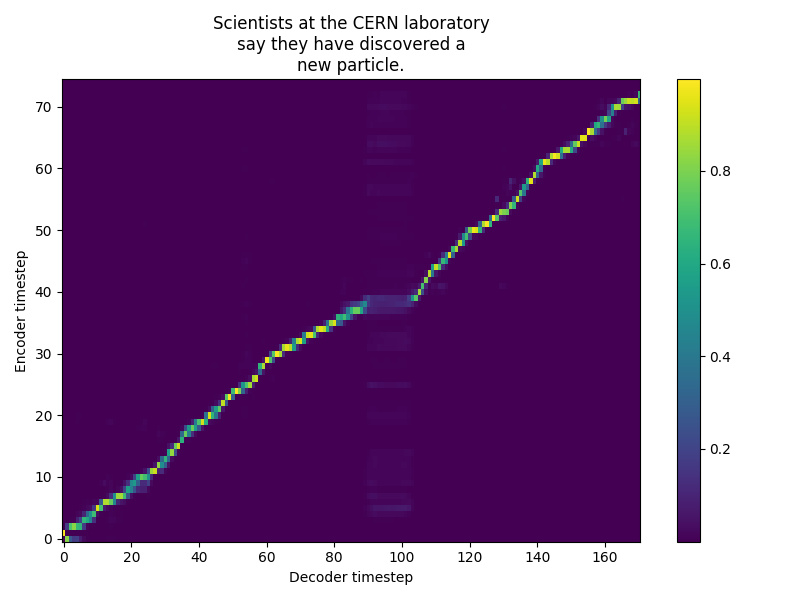 Scientists at the CERN laboratory
say they have discovered a
new particle.
70
60
50
40
30
20
10
0
Encoder timestep
0 20 40 60 80 100 120 140 160
Decoder timestep
0.8
0.6
0.4
0.2